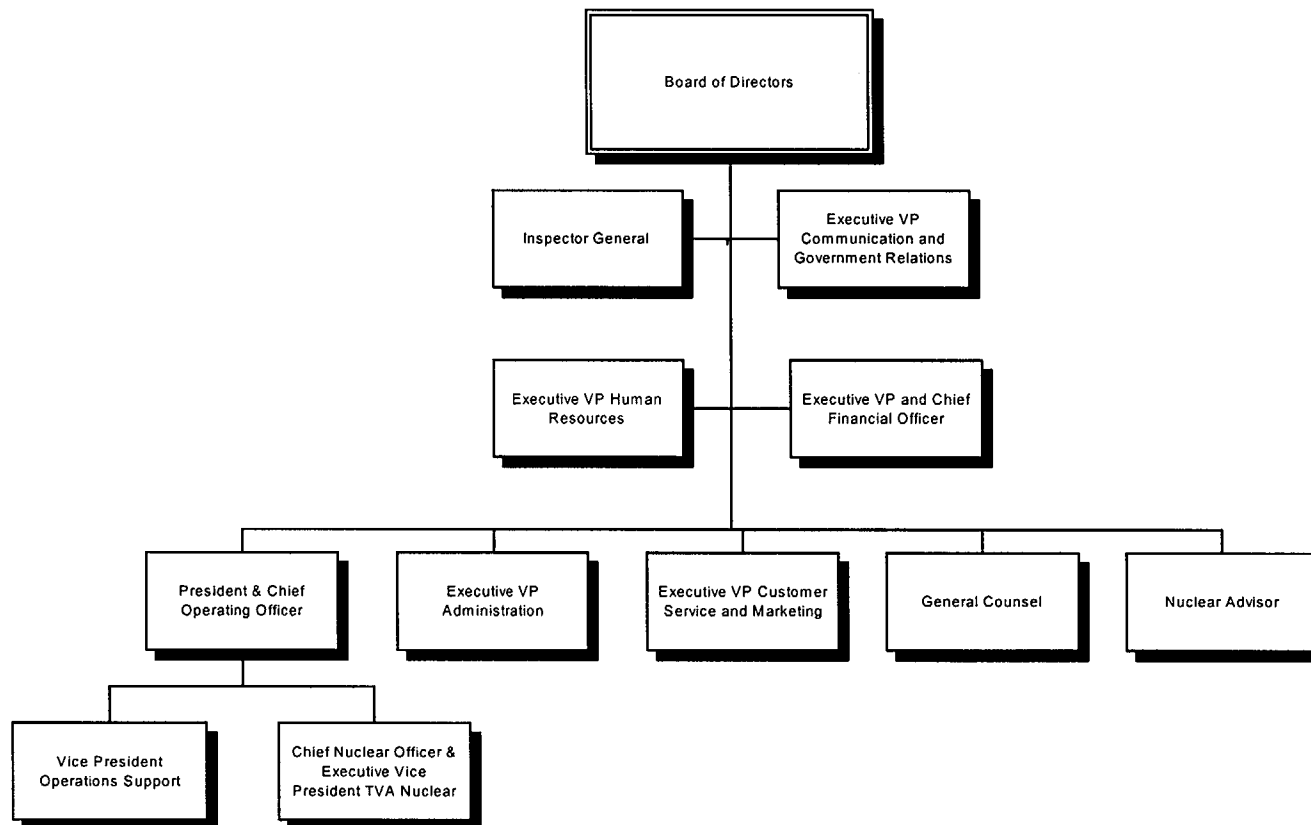 Board of Directors
Inspector General
Executive VP
Communication and
Government Relations
Executive VP Human
Resources
Executive VP and Chief
Financial Officer
President & Chief
Operating Officer
Executive VP
Administration
Executive VP Customer
Service and Marketing
General Counsel
Nuclear Advisor
Vice President
Operations Support
Chief Nuclear Officer &
Executive Vice
President TVA Nuclear